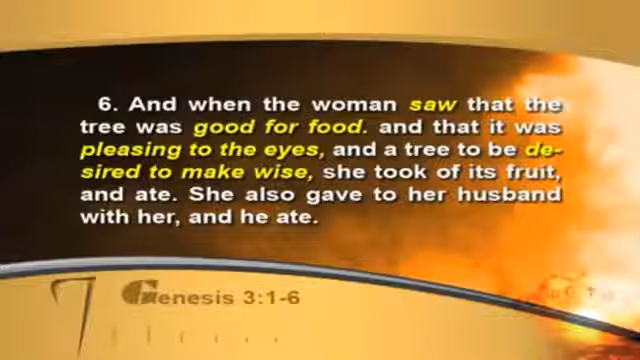 6. And when the woman saw that the
tree was good for food. and that it was
pleasing to the eyes, and a tree to be de-
sired to make wise, she took of its fruit,
and ate. She also gave to her husband
with her, and he ate.
Genesis 3:1-6